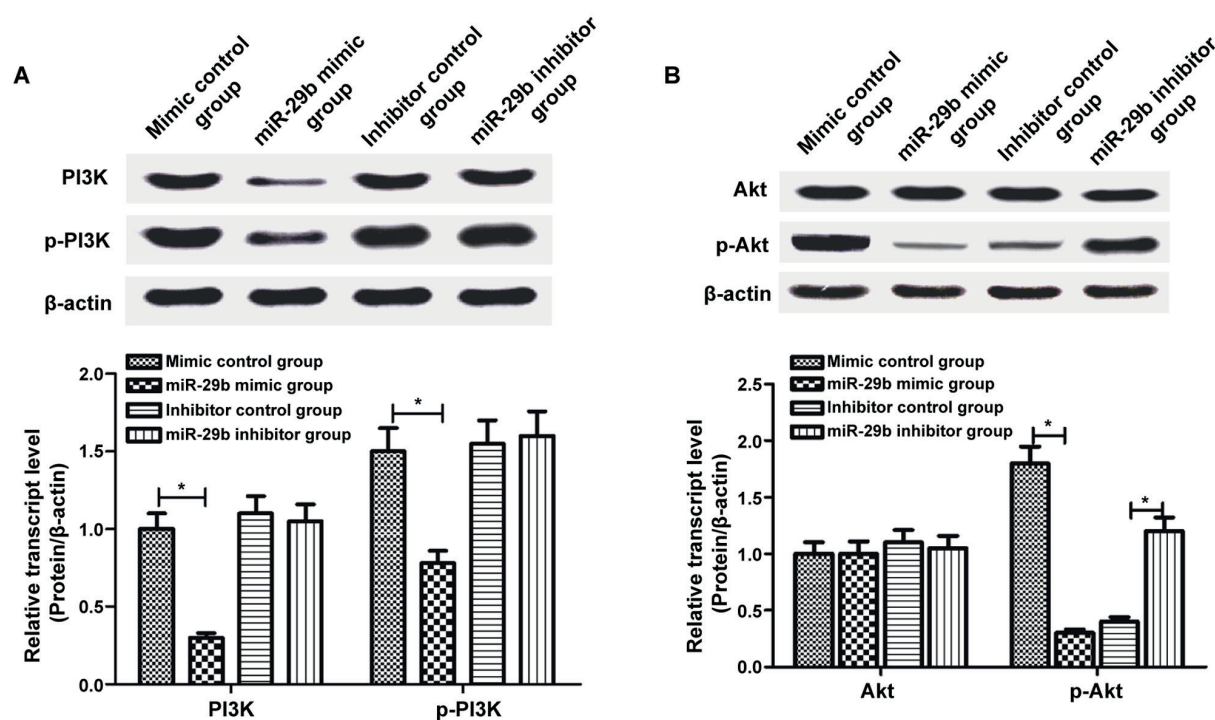 A
Mimic control
group
miR-29b mimic
group
Inhibitor control
group
miR-29b inhibitor
group
PI3K
p-PI3K
β-actin
Relative transcript level
(Protein/β-actin)
Mimic control group
miR-29b mimic group
Inhibitor control group
miR-29b inhibitor group
2.0
1.5
1.0
0.5
0.0
*
*
PI3K
p-PI3K
B
Mimic control
group
miR-29b mimic
group
Inhibitor control
group
miR-29b inhibitor
group
Akt
p-Akt
β-actin
Relative transcript level
(Protein/β-actin)
Mimic control group
miR-29b mimic group
Inhibitor control group
miR-29b inhibitor group
2.5
2.0
1.5
1.0
0.5
0.0
*
*
Akt
p-Akt